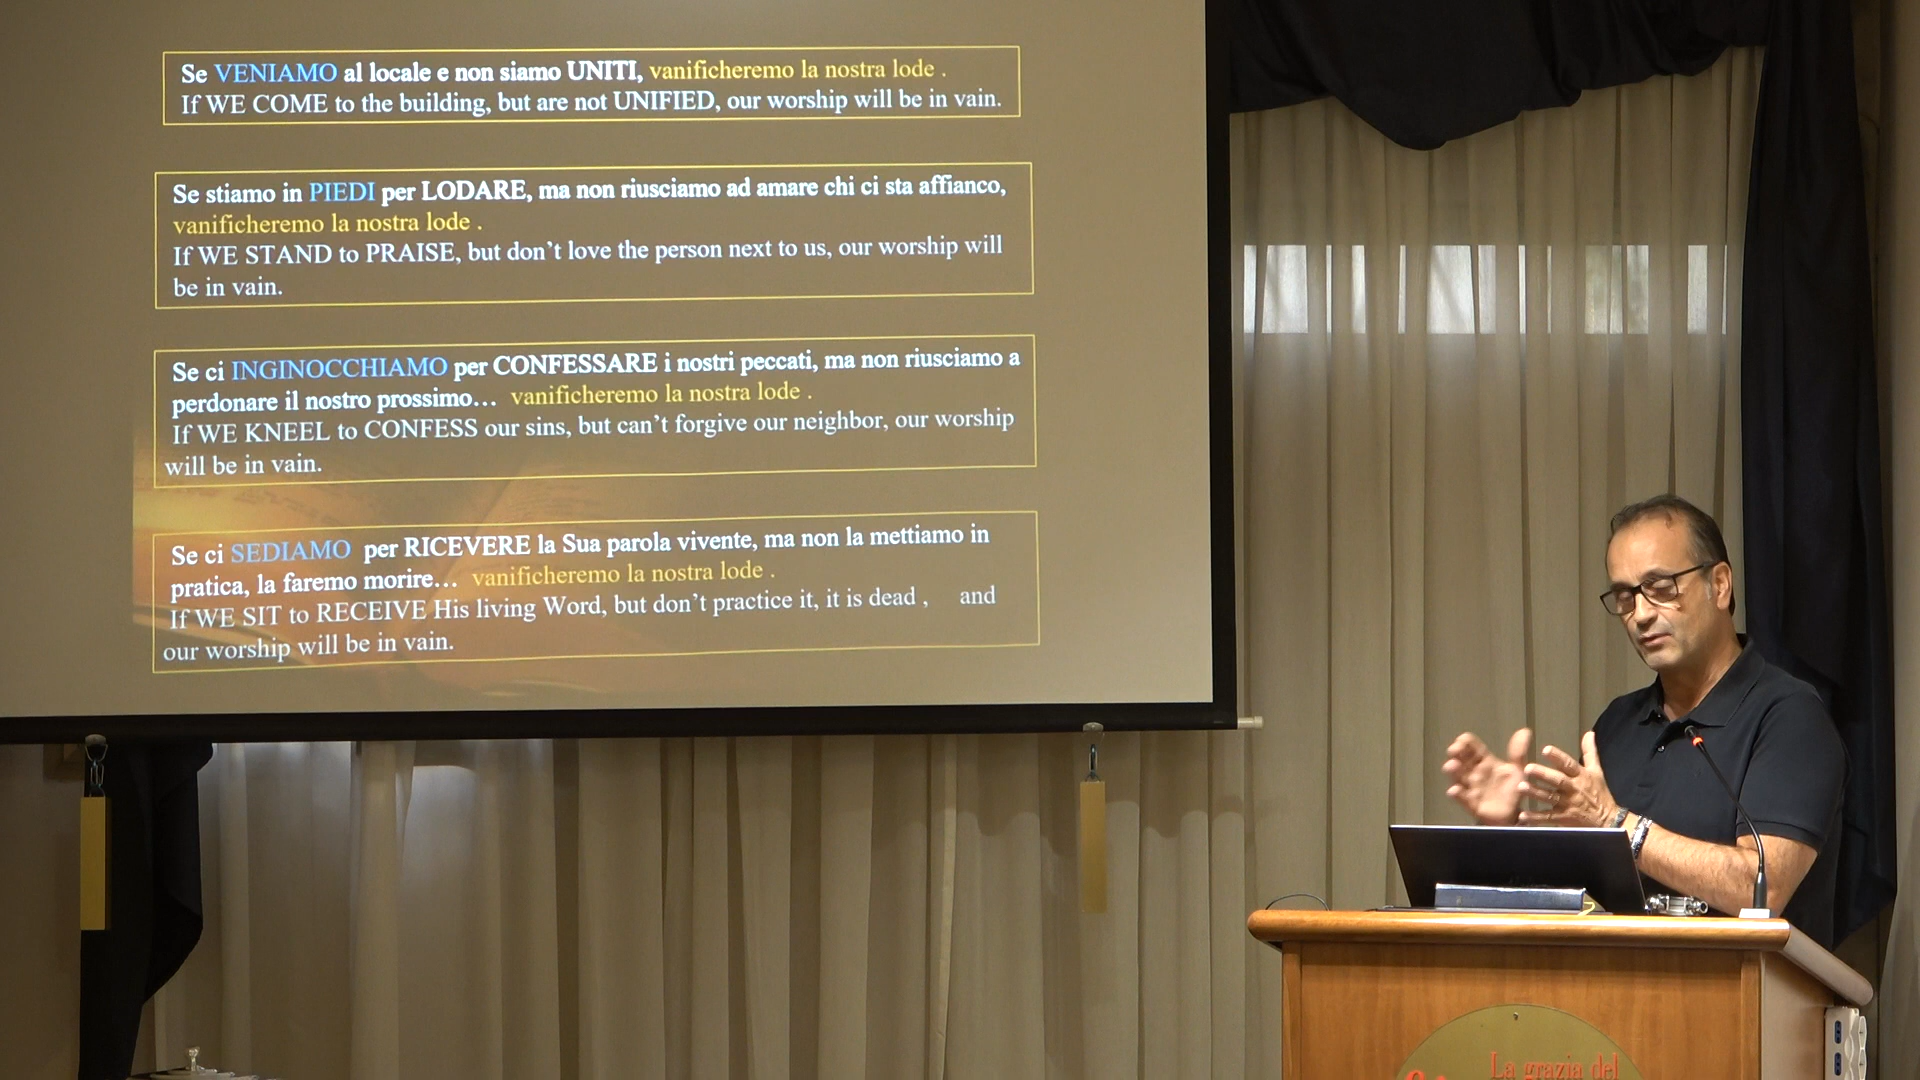 Se VENIAMO al locale e non siamo UNITI, vanificheremo la nostra lode .
If WE COME to the building, but are not UNIFIED, our worship will be in vain.
Se stiamo in PIEDI per LODARE, ma non riusciamo ad amare chi ci sta affianco,
vanificheremo la nostra lode .
If WE STAND to PRAISE, but don’t love the person next to us, our worship will
be in vain.
Se ci INGINOCCHIAMO per CONFESSARE i nostri peccati, ma non riusciamo a
perdonare il nostro prossimo… vanificheremo la nostra lode .
If WE KNEEL to CONFESS our sins, but can’t forgive our neighbor, our worship
will be in vain.
Se ci SEDIAMO per RICEVERE la Sua parola vivente, ma non la mettiamo in
pratica, la faremo morire… vanificheremo la nostra lode .
If WE SIT to RECEIVE His living Word, but don’t practice it, it is dead , and
our worship will be in vain.
La grazia del